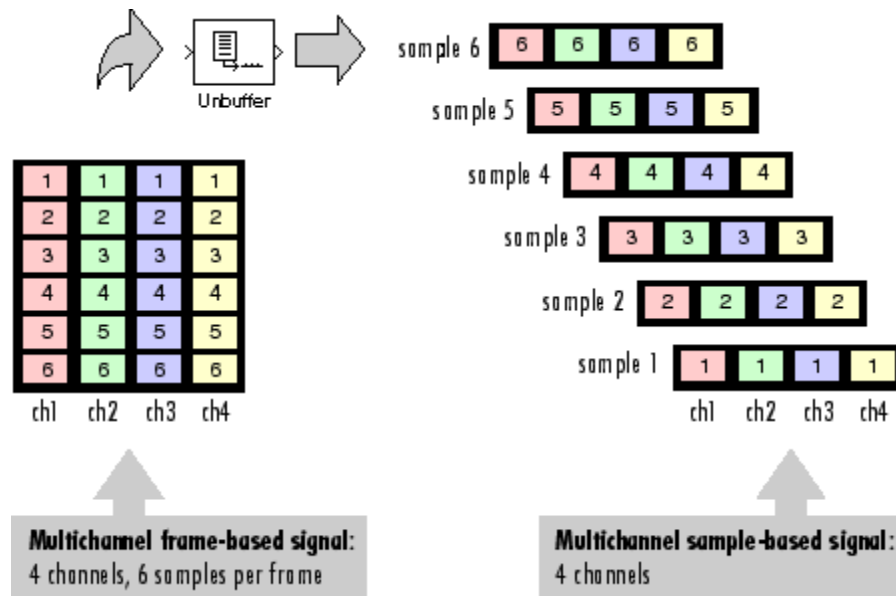 Unbuffer
sample 6 6 6 6 6
sample 5 5 5 5 5
sample 4 4 4 4 4
sample 3 3 3 3 3
sample 2 2 2 2 2
sample 1 1 1 1 1
ch1 ch2 ch3 ch4
1 1 1 1
2 2 2 2
3 3 3 3
4 4 4 4
5 5 5 5
6 6 6 6
ch1 ch2 ch3 ch4
Multichannel frame-based signal:
4 channels, 6 samples per frame
Multichannel sample-based signal:
4 channels